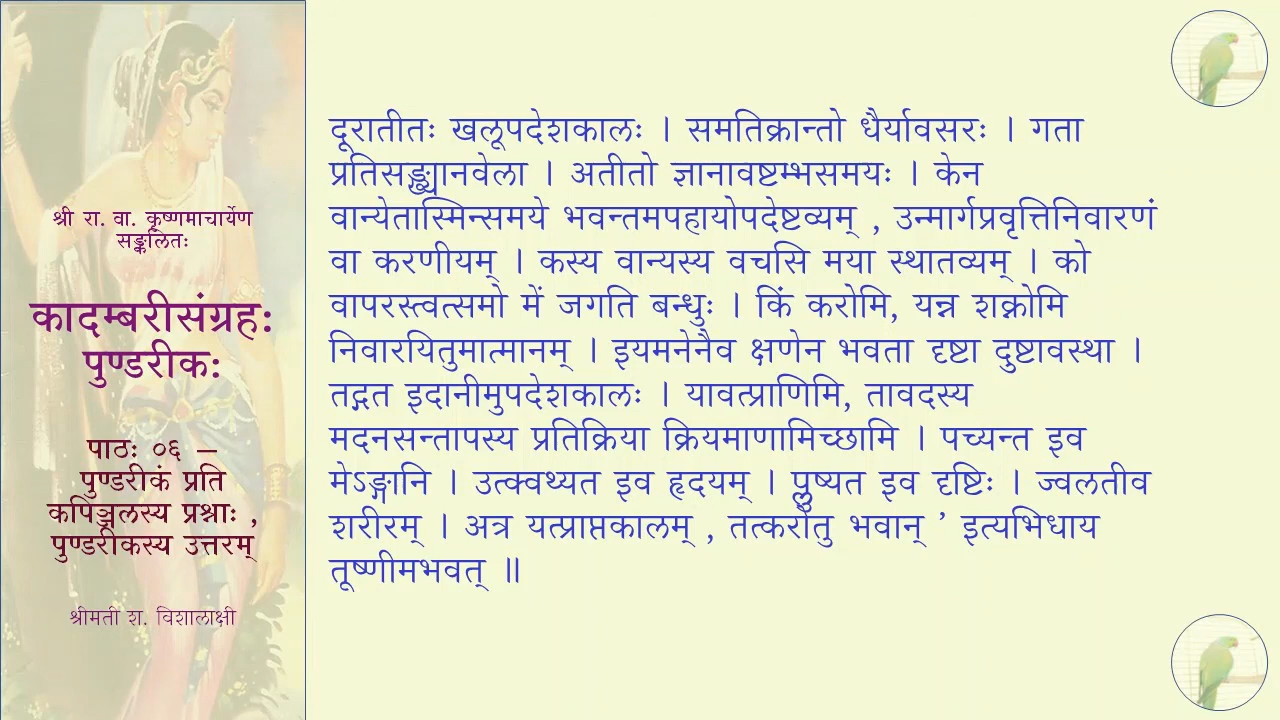 श्री रा. वा. कृष्णमाचार्येण
सङ्कलितः
कादम्बरीसंग्रहः
पुण्डरीकः
पाठः ०६ –
पुण्डरीकं प्रति
कपिञ्जलस्य प्रश्नाः ,
पुण्डरीकस्य उत्तरम्
श्रीमती श. विशालाक्षी
दूरातीतः खलूपदेशकालः । समतिक्रान्तो धैर्यावसरः । गता
प्रतिसङ्ख्यानवेला । अतीतो ज्ञानावष्टम्भसमयः । केन
वान्येतास्मिन्समये भवन्तमपहायोपदेष्टव्यम् , उन्मार्गप्रवृत्तिनिवारणं
वा करणीयम् । कस्य वान्यस्य वचसि मया स्थातव्यम् । को
वापरस्त्वत्समो में जगति बन्धुः । किं करोमि, यन्न शक्नोमि
निवारयितुमात्मानम् । इयमनेनैव क्षणेन भवता दृष्टा दुष्टावस्था ।
तद्गत इदानीमुपदेशकालः । यावत्प्राणिमि, तावदस्य
मदनसन्तापस्य प्रतिक्रिया क्रियमाणामिच्छामि । पच्यन्त इव
मेऽङ्गानि । उत्क्वथ्यत इव हृदयम् । प्लुष्यत इव दृष्टिः । ज्वलतीव
शरीरम् । अत्र यत्प्राप्तकालम् , तत्करोतु भवान् ’ इत्यभिधाय
तूष्णीमभवत् ॥